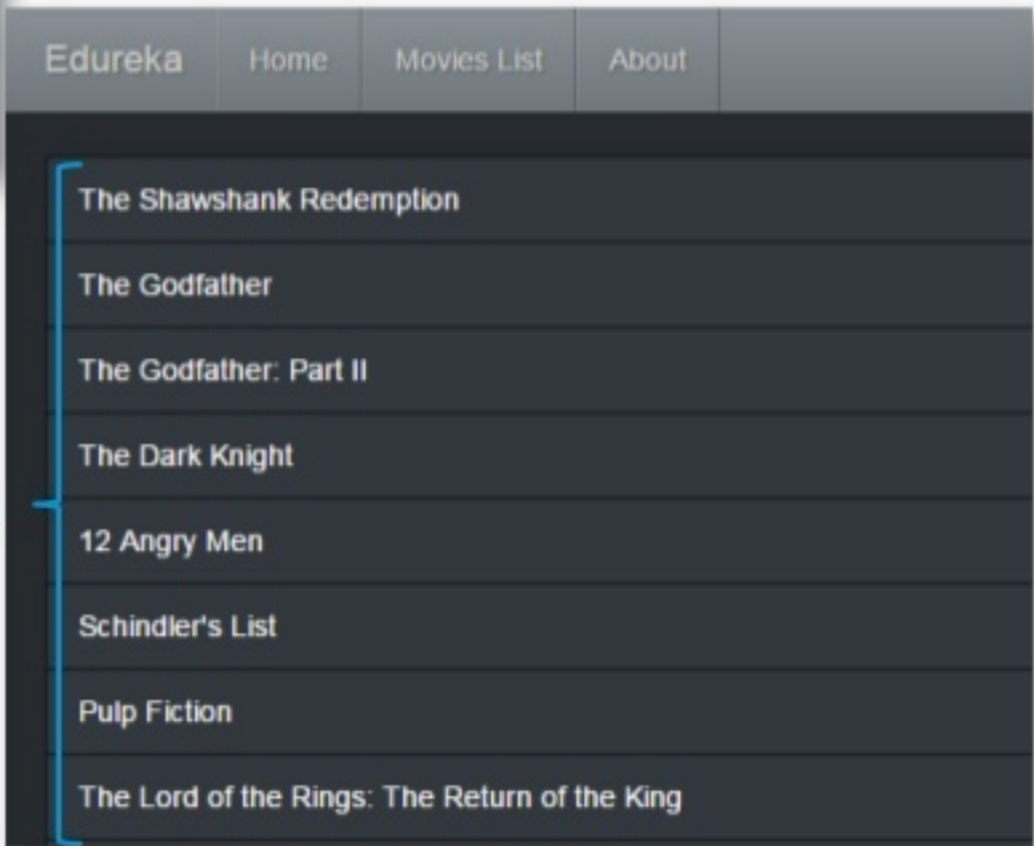 Edureka Home Movies List About
The Shawshank Redemption
The Godfather
The Godfather: Part II
The Dark Knight
12 Angry Men
Schindler's List
Pulp Fiction
The Lord of the Rings: The Return of the King